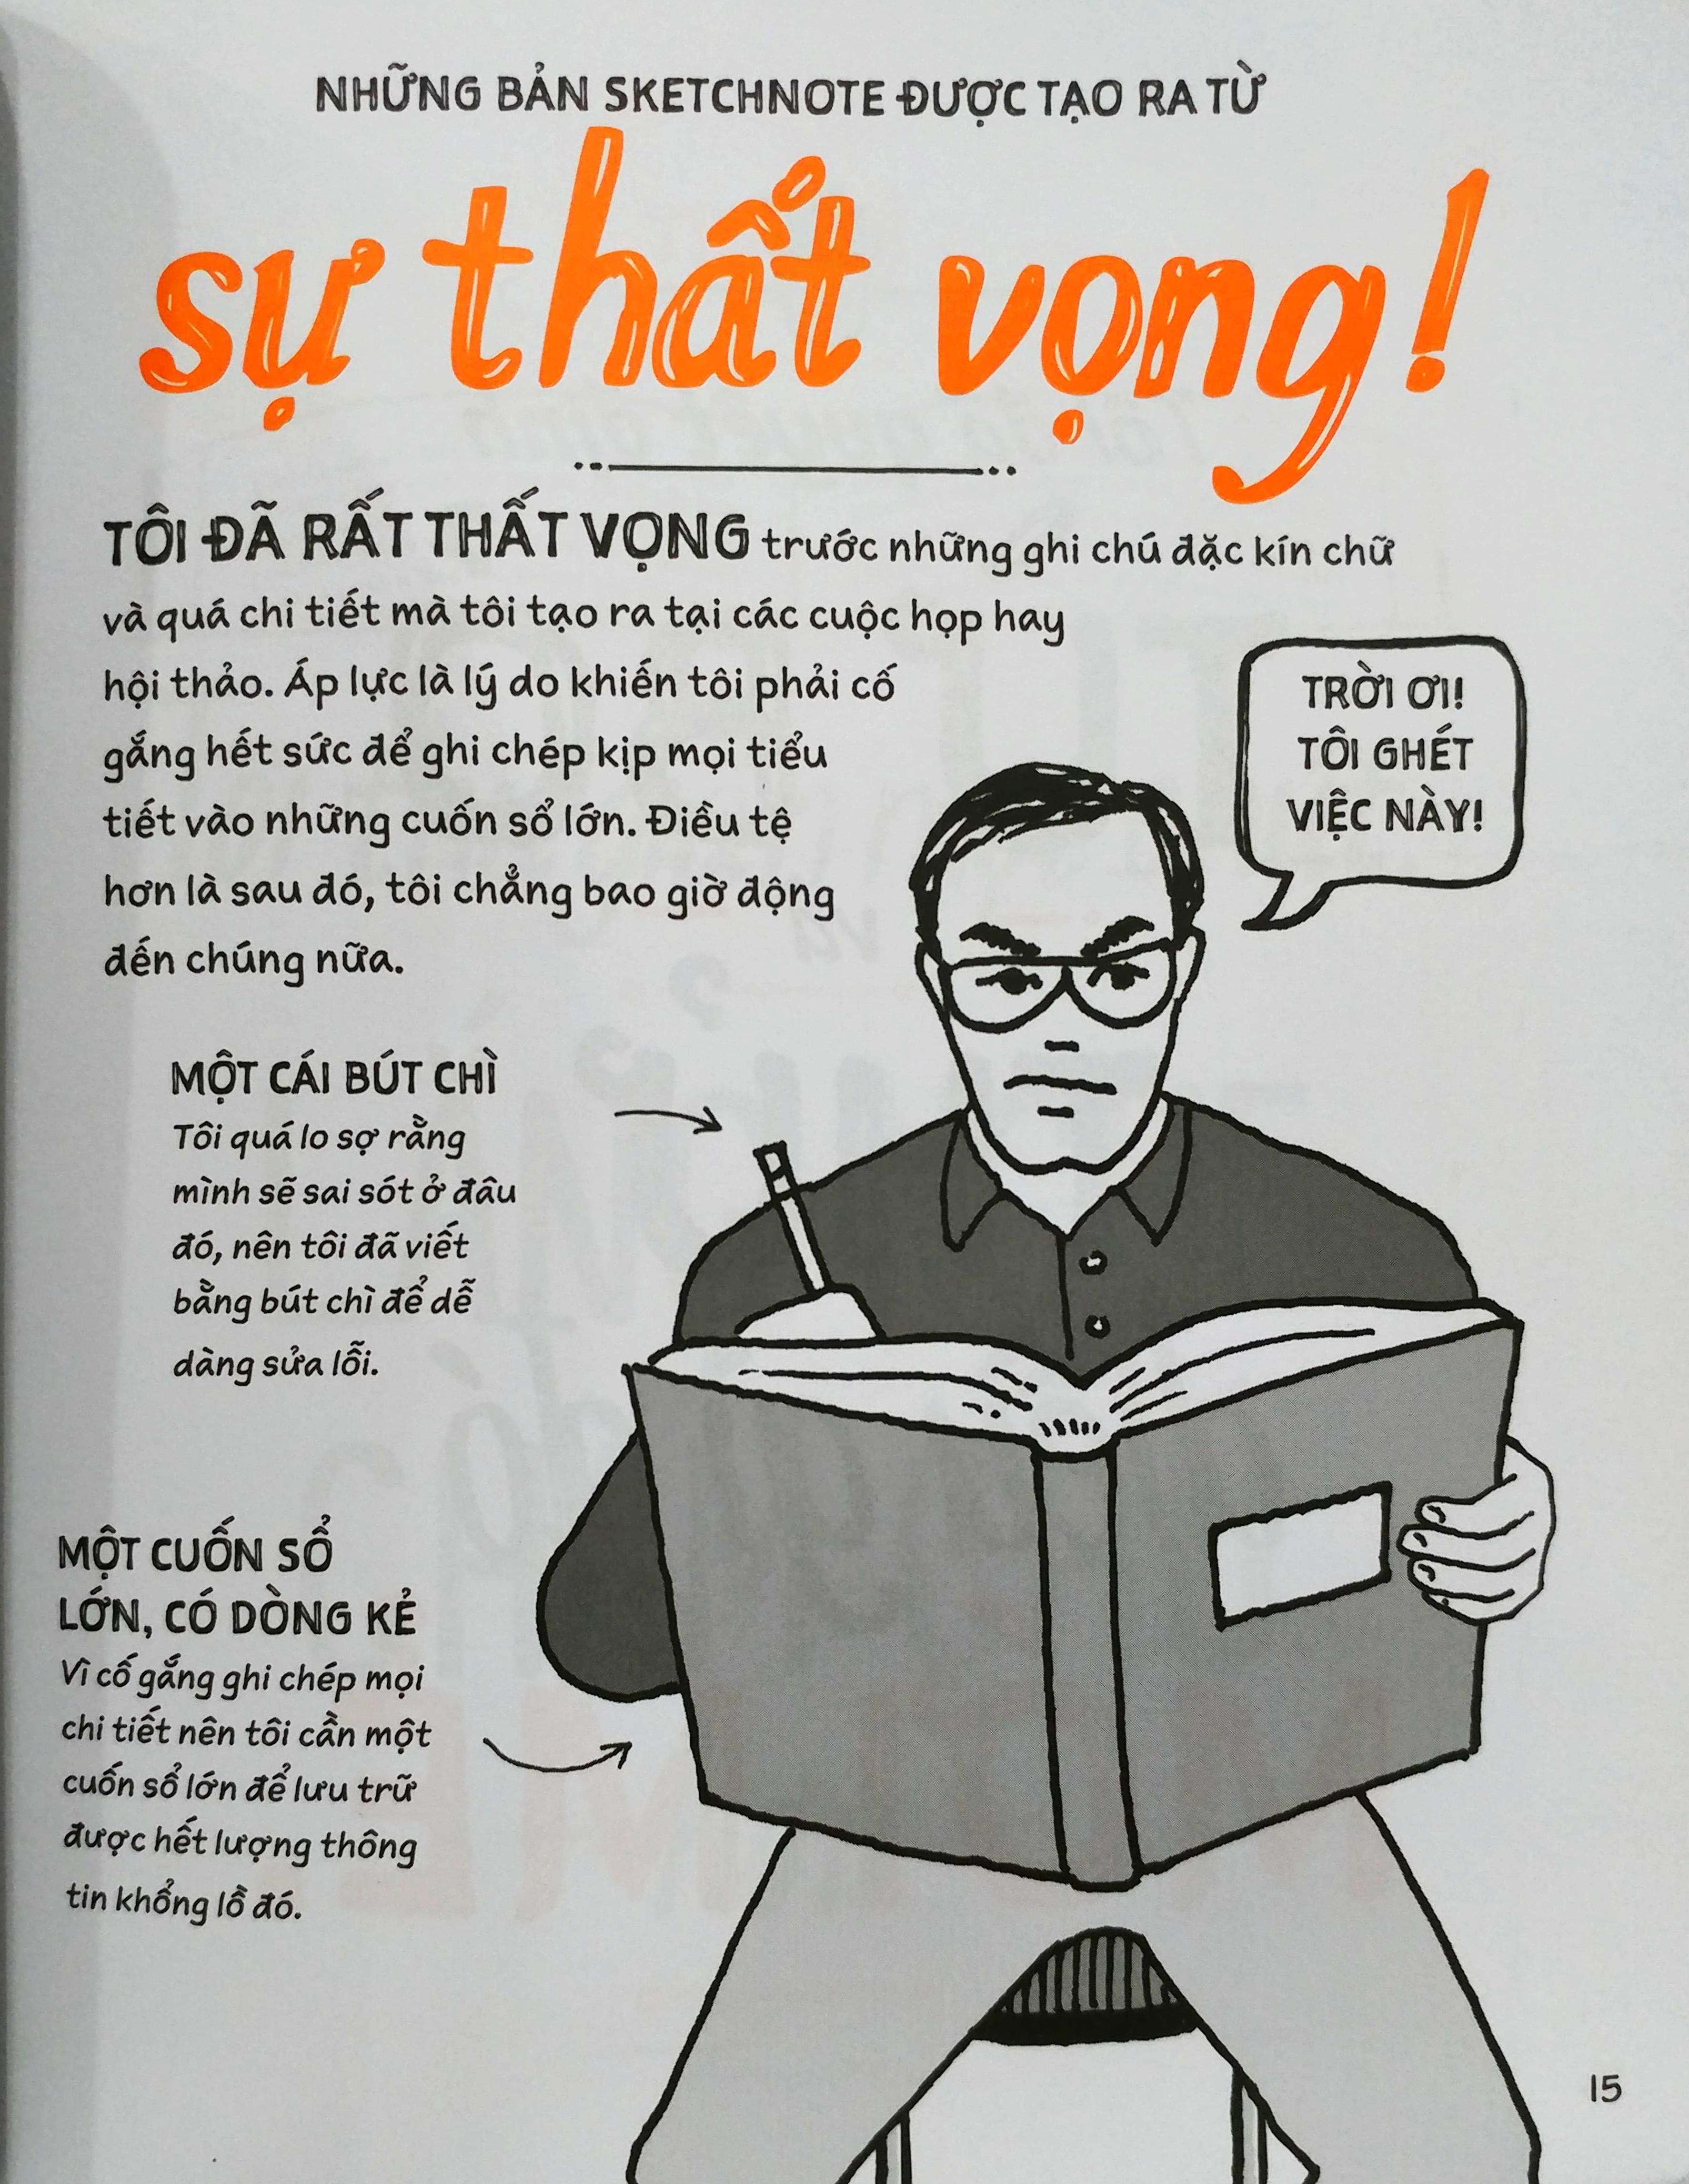 NHỮNG BẢN SKETCHNOTE ĐƯỢC TẠO RA TỪ
sự thất vọng!
TÔI ĐÃ RẤT THẤT VỌNG trước những ghi chú đặc kín chữ
và quá chi tiết mà tôi tạo ra tại các cuộc họp hay
hội thảo. Áp lực là lý do khiến tôi phải cố
gắng hết sức để ghi chép kịp mọi tiểu
tiết vào những cuốn sổ lớn. Điều tệ
hơn là sau đó, tôi chẳng bao giờ động
đến chúng nữa.
TRỜI ƠI!
TÔI GHÉT
VIỆC NÀY!
MỘT CÁI BÚT CHÌ
Tôi quá lo sợ rằng
mình sẽ sai sót ở đâu
đó, nên tôi đã viết
bằng bút chì để dễ
dàng sửa lỗi.
MỘT CUỐN SỔ
LỚN, CÓ DÒNG KẺ
Vì cố gắng ghi chép mọi
chi tiết nên tôi cần một
cuốn sổ lớn để lưu trữ
được hết lượng thông
tin khổng lồ đó.
15